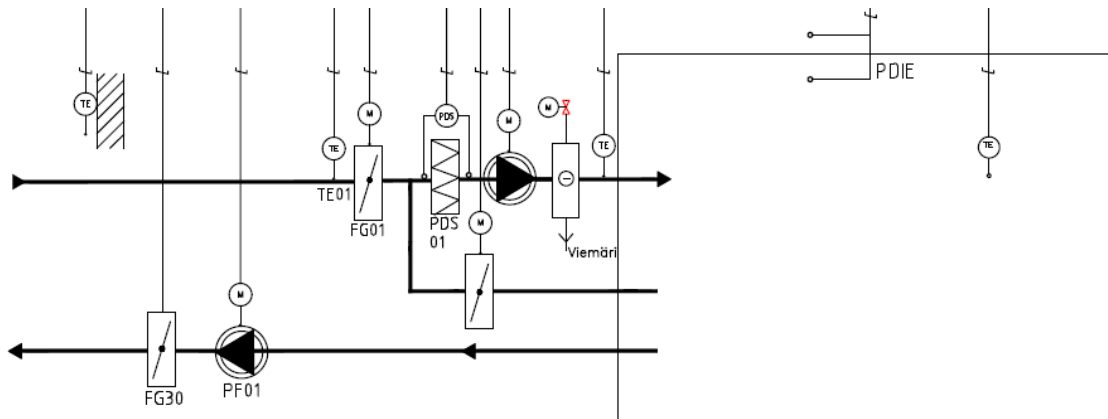 PDIE
TE
M
M
PDS
M
TE
TE
TE
TE01
FG01
PDS
01
M
Viemäri
M
FG30
PF01